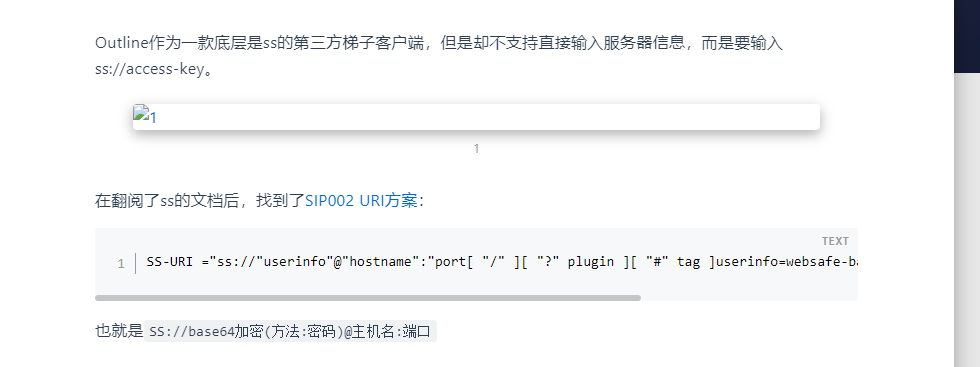 Outline作为一款底层是ss的第三方梯子客户端，但是却不支持直接输入服务器信息，而是要输入
ss://access-key。
1
1
在翻阅了ss的文档后，找到了SIP002 URI方案：
TEXT
1 SS-URI ="ss://"userinfo"@"hostname":"port[ "/" ][ "?" plugin ][ "#" tag ]userinfo=websafe-ba
也就是 SS://base64加密(方法:密码)@主机名:端口